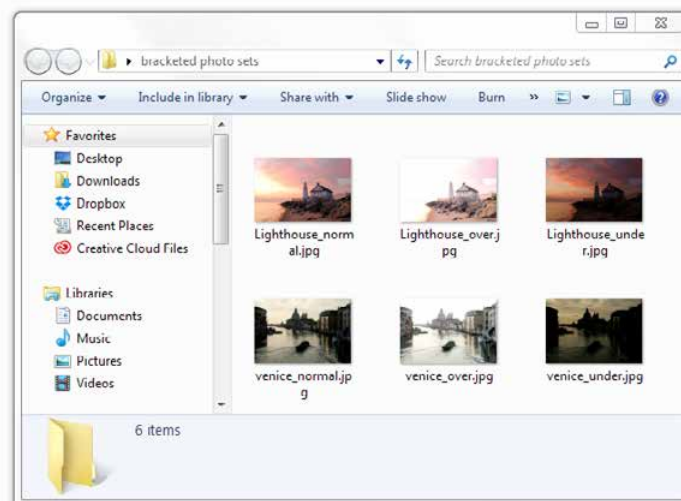 bracketed photo sets
Search bracketed photo sets
Organize Include in library Share with Slide show Burn »
Favorites
Desktop
Downloads
Dropbox
Recent Places
Creative Cloud Files
Libraries
Documents
Music
Pictures
Videos
Lighthouse_norm
al.jpg
Lighthouse_over.j
pg
Lighthouse_unde
r.jpg
venice_normal.jp
g
venice_over.jpg
venice_under.jpg
6 items